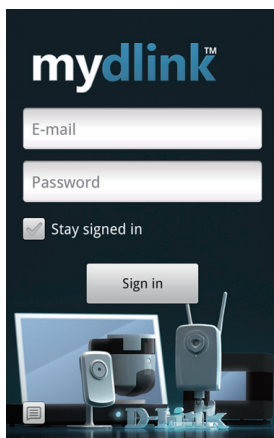 mydlink™
E-mail
Password
Stay signed in
Sign in
D-Link